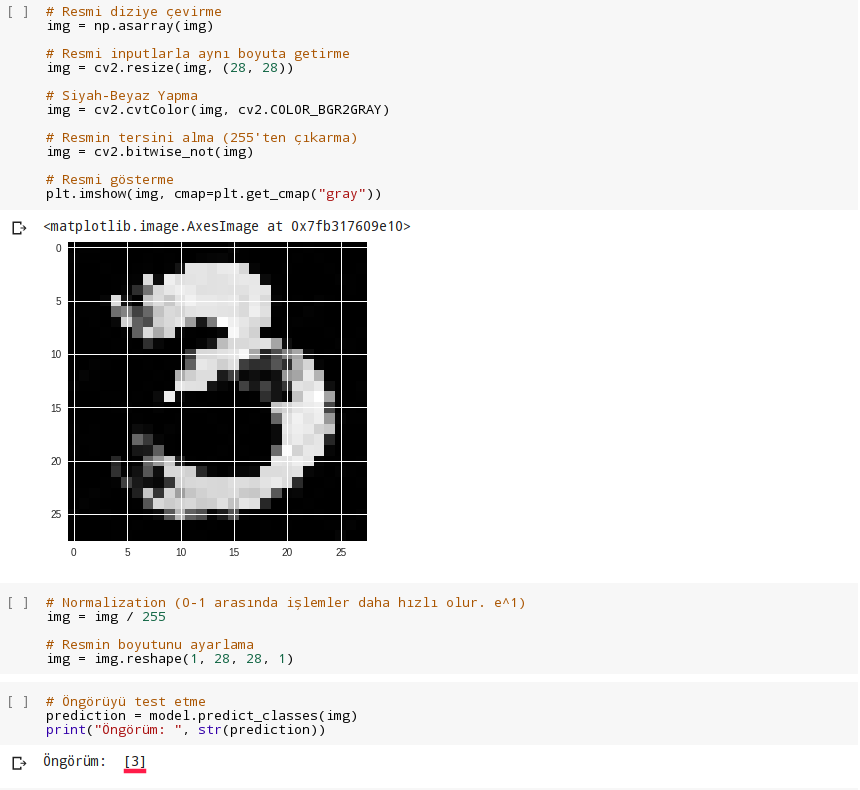 [ ] # Resmi diziye çevirme
img = np.asarray(img)
# Resmi inputlarla aynı boyuta getirme
img = cv2.resize(img, (28, 28))
# Siyah-Beyaz Yapma
img = cv2.cvtColor(img, cv2.COLOR_BGR2GRAY)
# Resmin tersini alma (255'ten çıkarma)
img = cv2.bitwise_not(img)
# Resmi gösterme
plt.imshow(img, cmap=plt.get_cmap("gray"))
<matplotlib.image.AxesImage at 0x7fb317609e10>
0
5
10
15
20
25
0 5 10 15 20 25
[ ] # Normalization (0-1 arasında işlemler daha hızlı olur. e^1)
img = img / 255
# Resmin boyutunu ayarlama
img = img.reshape(1, 28, 28, 1)
[ ] # Öngörüyü test etme
prediction = model.predict_classes(img)
print("Öngörüm: ", str(prediction))
Öngörüm: [3]